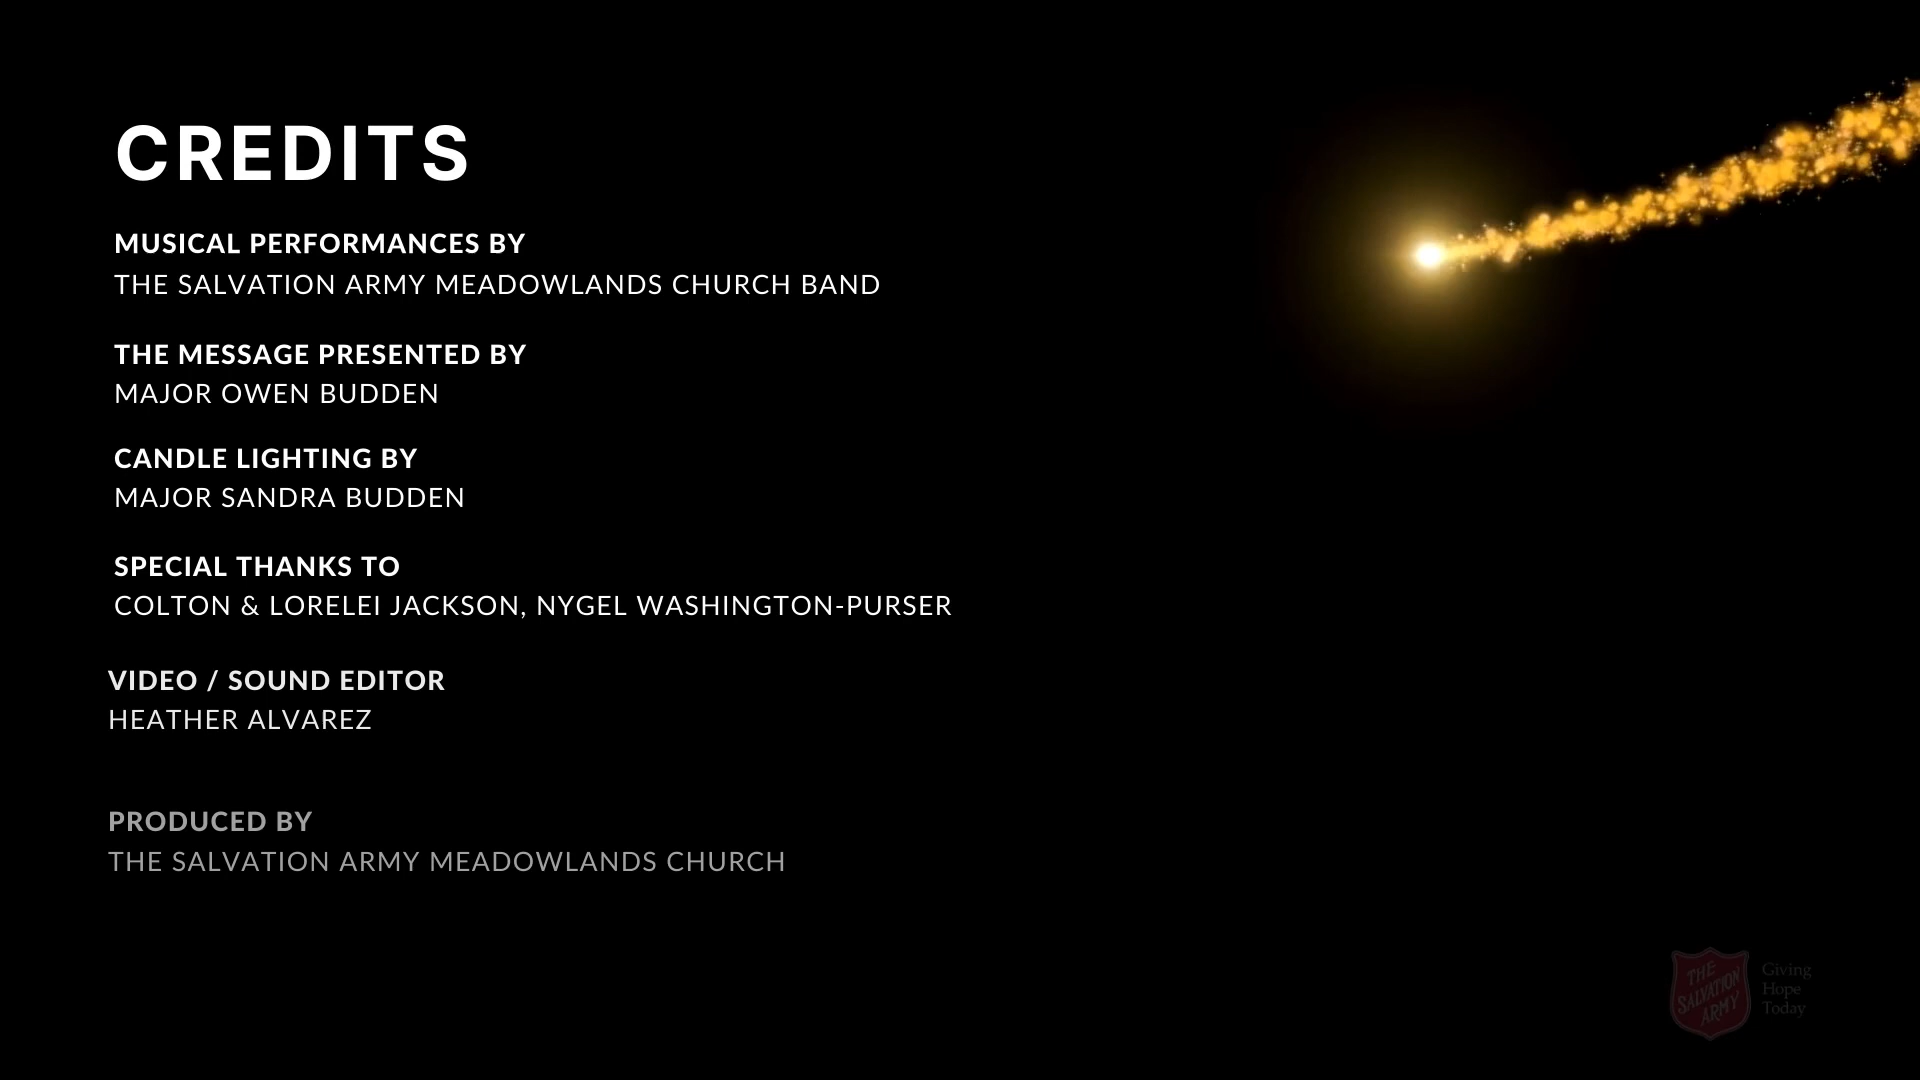 CREDITS
MUSICAL PERFORMANCES BY
THE SALVATION ARMY MEADOWLANDS CHURCH BAND
THE MESSAGE PRESENTED BY
MAJOR OWEN BUDDEN
CANDLE LIGHTING BY
MAJOR SANDRA BUDDEN
SPECIAL THANKS TO
COLTON & LORELEI JACKSON, NYGEL WASHINGTON-PURSER
VIDEO / SOUND EDITOR
HEATHER ALVAREZ
PRODUCED BY
THE SALVATION ARMY MEADOWLANDS CHURCH
THE
SALVATION
ARMY
Giving
Hope
Today